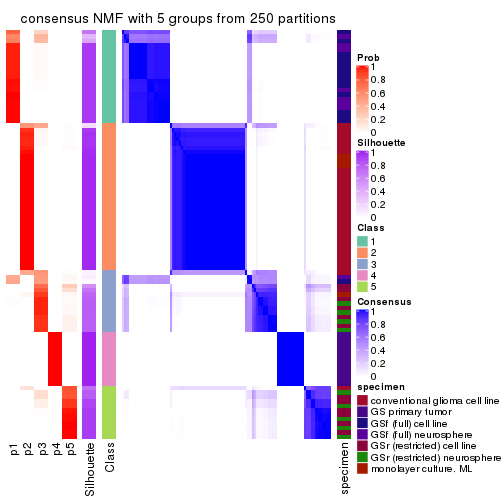 consensus NMF with 5 groups from 250 partitions
Prob
1
0.8
0.6
0.4
0.2
0
Silhouette
1
0.8
0.6
0.4
0.2
0
Class
1
2
3
4
5
Consensus
1
0.8
0.6
0.4
0.2
0
specimen
conventional glioma cell line
GS primary tumor
GSf (full) cell line
GSf (full) neurosphere
GSr (restricted) cell line
GSr (restricted) neurosphere
monolayer culture. ML
p1
p2
p3
p4
p5
Silhouette
Class
specimen